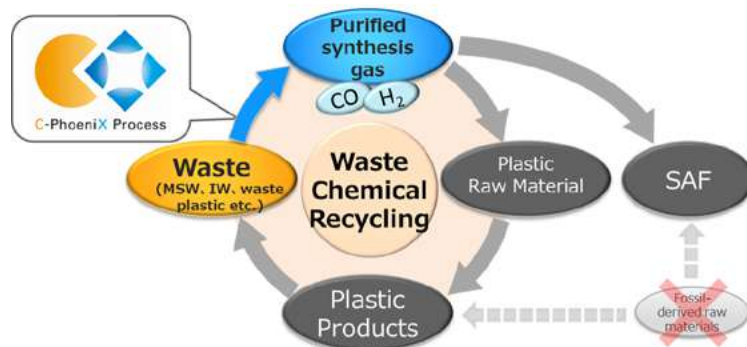 Purified
synthesis
gas
CO
H₂
C-PhoeniX Process
Waste
(MSW、IW、waste
plastic etc.)
Waste
Chemical
Recycling
Plastic
Raw Material
SAF
Plastic
Products
Fossil-
derived raw
materials